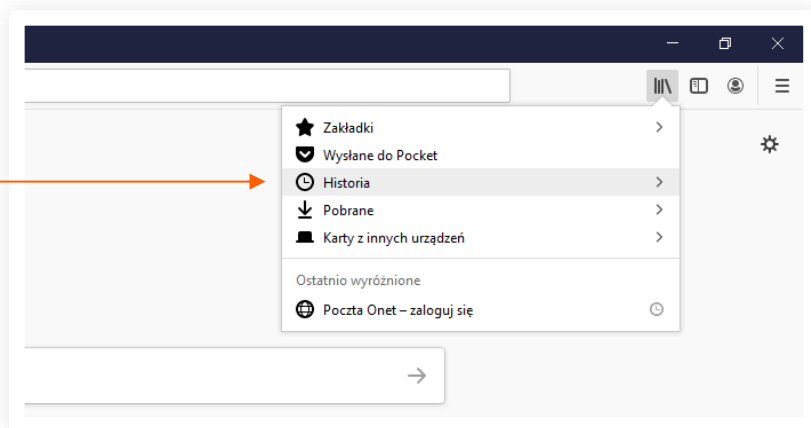 Zakładki
Wysłane do Pocket
Historia
Pobrane
Karty z innych urządzeń
Ostatnio wyróżnione
Poczta Onet – zaloguj się